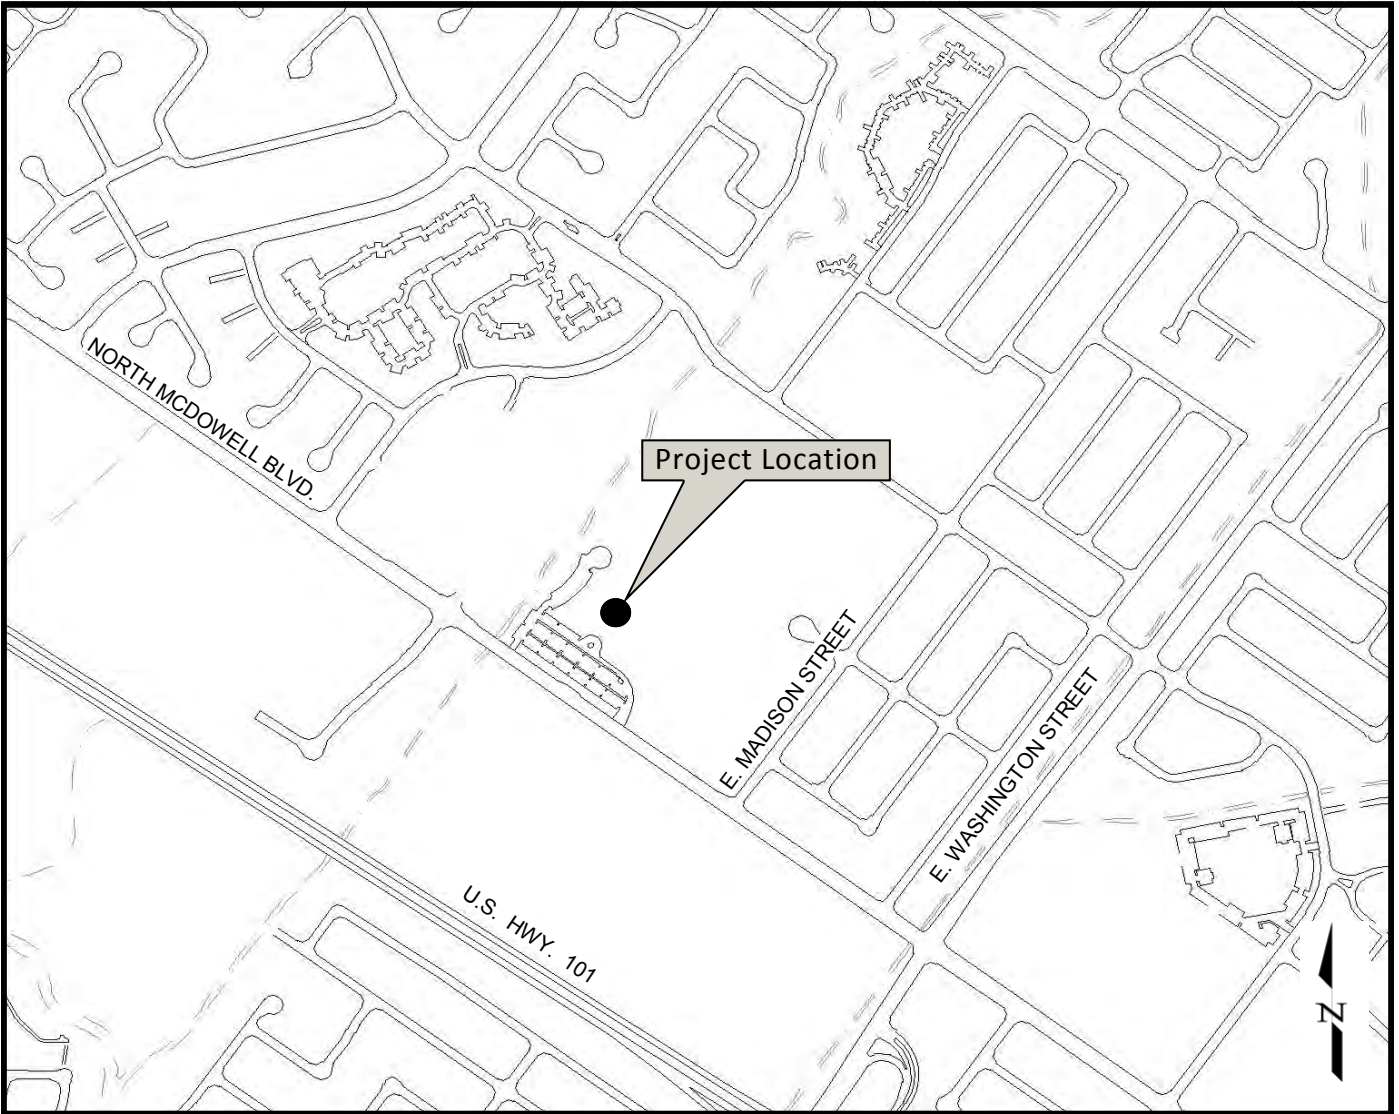 NORTH MCDOWELL BLVD.
Project Location
E. MADISON STREET
E. WASHINGTON STREET
U.S. HWY. 101
N